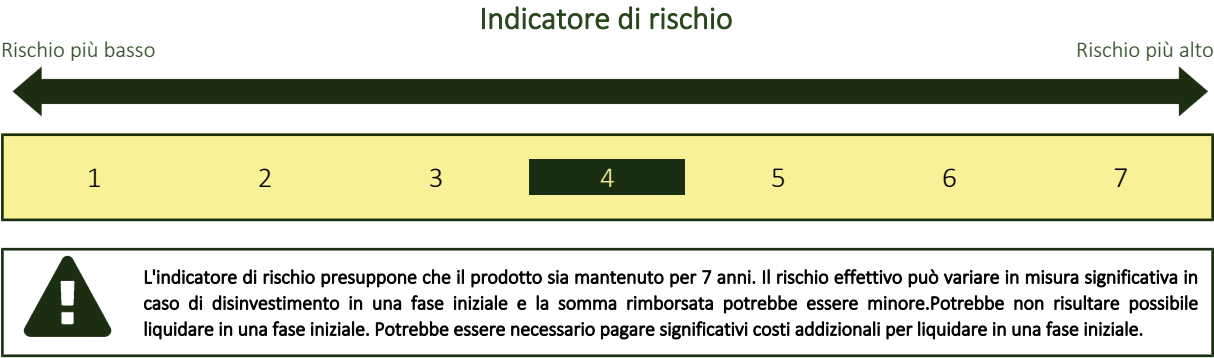 Indicatore di rischio
Rischio più basso
Rischio più alto
1 2 3 4 5 6 7
L'indicatore di rischio presuppone che il prodotto sia mantenuto per 7 anni. Il rischio effettivo può variare in misura significativa in
caso di disinvestimento in una fase iniziale e la somma rimborsata potrebbe essere minore.Potrebbe non risultare possibile
liquidare in una fase iniziale. Potrebbe essere necessario pagare significativi costi addizionali per liquidare in una fase iniziale.